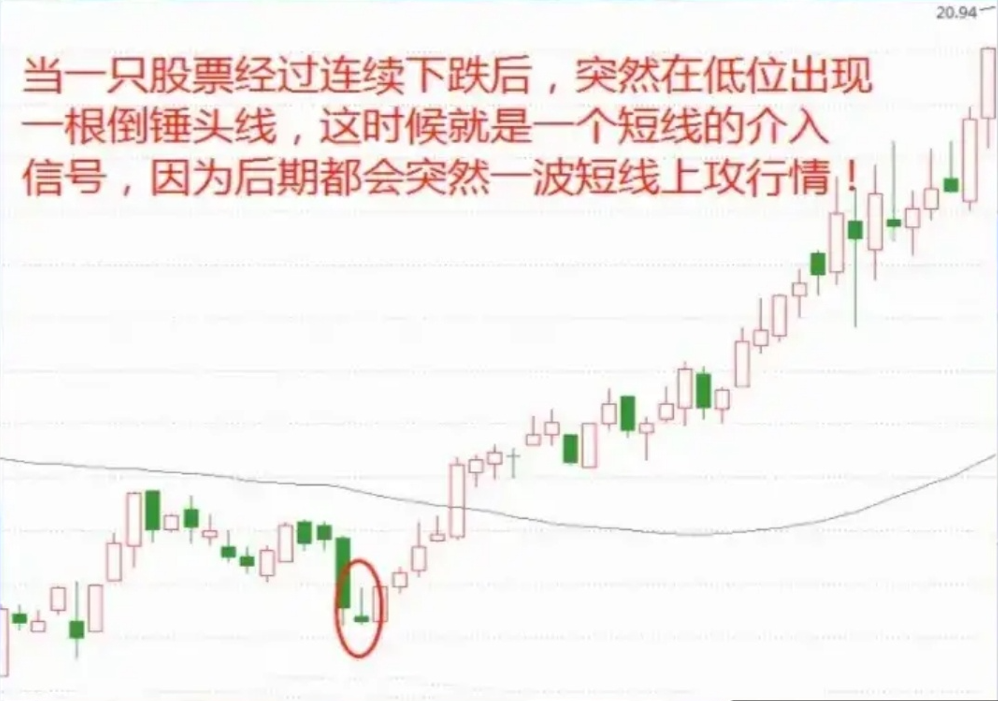 20.94
当一只股票经过连续下跌后，突然在低位出现
一根倒锤头线，这时候就是一个短线的介入
信号，因为后期都会突然一波短线上攻行情！